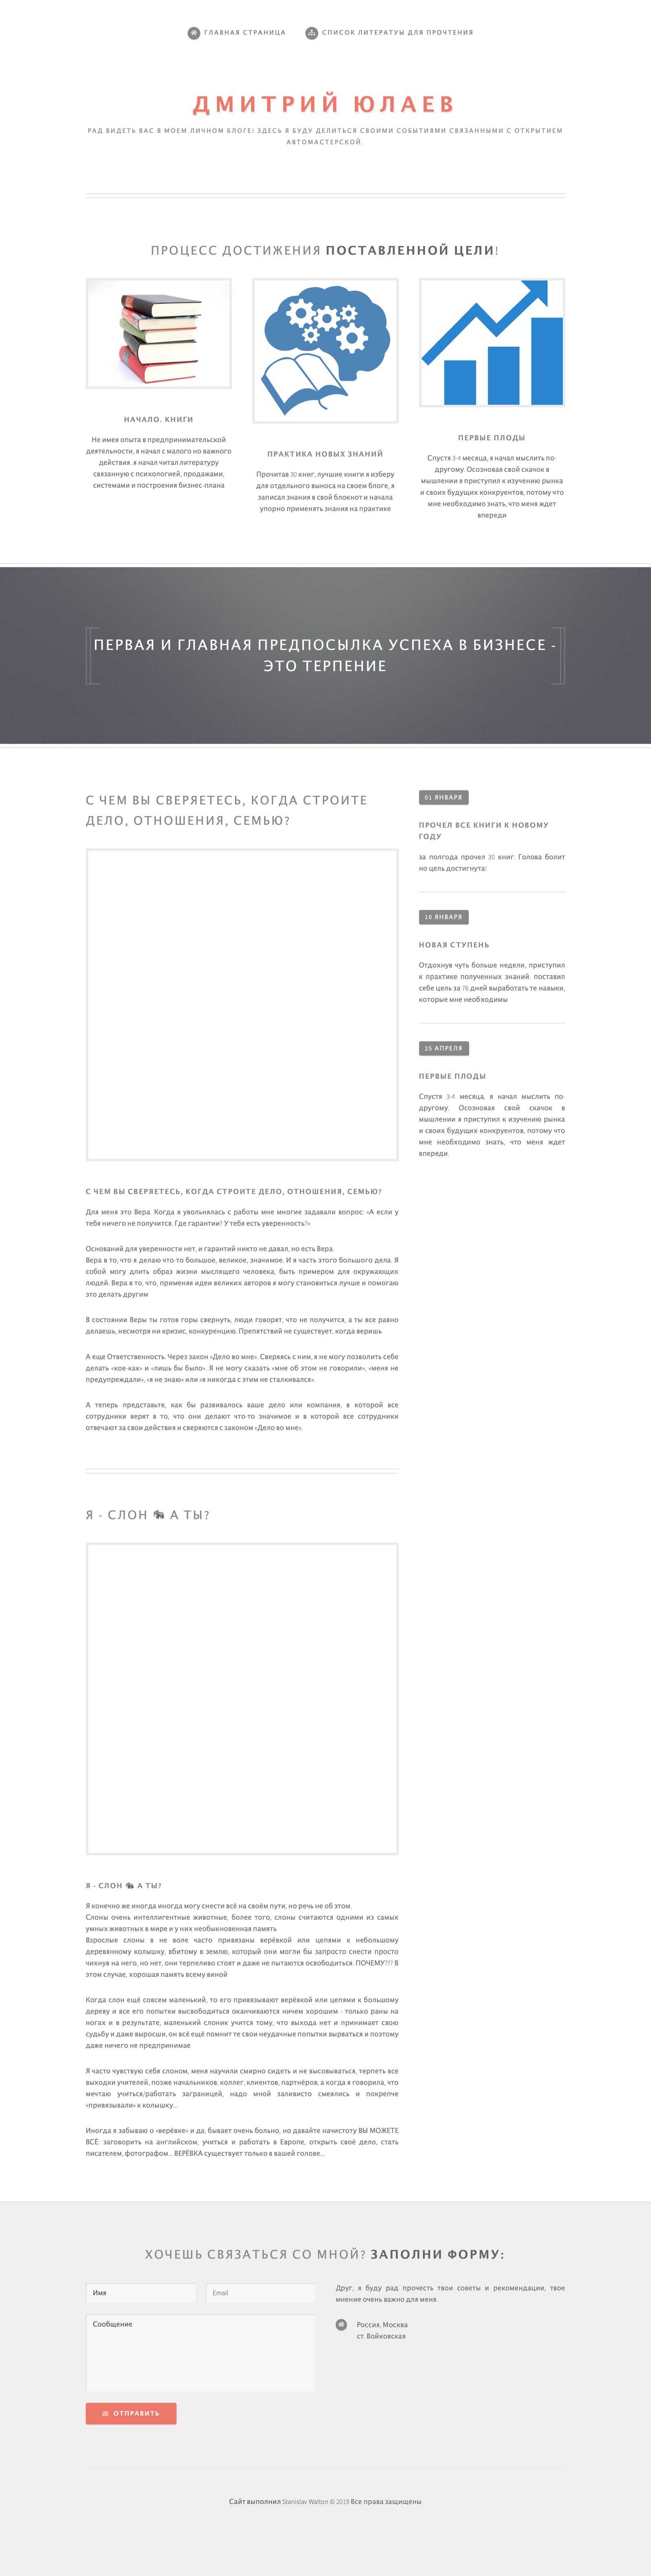 ГЛАВНАЯ СТРАНИЦА
СПИСОК ЛИТЕРАТУЫ ДЛЯ ПРОЧТЕНИЯ
ДМИТРИЙ ЮЛАЕВ
РАД ВИДЕТЬ ВАС В МОЕМ ЛИЧНОМ БЛОГЕ! ЗДЕСЬ Я БУДУ ДЕЛИТЬСЯ СВОИМИ СОБЫТИЯМИ СВЯЗАННЫМИ С ОТКРЫТИЕМ
АВТОМАСТЕРСКОЙ.
ПРОЦЕСС ДОСТИЖЕНИЯ ПОСТАВЛЕННОЙ ЦЕЛИ!
НАЧАЛО. КНИГИ
Не имея опыта в предпринимательской
деятельности, я начал с малого но важного
действия. я начал читал литературу
связанную с психологией, продажами,
системами и построения бизнес-плана
ПРАКТИКА НОВЫХ ЗНАНИЙ
Прочитав 30 книг, лучшие книги я изберу
для отдельного выноса на своем блоге, я
записал знания в свой блокнот и начала
упорно применять знания на практике
ПЕРВЫЕ ПЛОДЫ
Спустя 3-4 месяца, я начал мыслить по-
другому. Осозновая свой скачок в
мышлении я приступил к изучению рынка
и своих будущих конкруентов, потому что
мне необходимо знать, что меня ждет
впереди
ПЕРВАЯ И ГЛАВНАЯ ПРЕДПОСЫЛКА УСПЕХА В БИЗНЕСЕ -
ЭТО ТЕРПЕНИЕ
С ЧЕМ ВЫ СВЕРЯЕТЕСЬ, КОГДА СТРОИТЕ
ДЕЛО, ОТНОШЕНИЯ, СЕМЬЮ?
С ЧЕМ ВЫ СВЕРЯЕТЕСЬ, КОГДА СТРОИТЕ ДЕЛО, ОТНОШЕНИЯ, СЕМЬЮ?
Для меня это Вера. Когда я увольнялась с работы мне многие задавали вопрос: «А если у
тебя ничего не получится. Где гарантии? У тебя есть уверенность?»
Оснований для уверенности нет, и гарантий никто не давал, но есть Вера.
Вера в то, что я делаю что-то большое, великое, значимое. И я часть этого большого дела. Я
собой могу длить образ жизни мыслящего человека, быть примером для окружающих
людей. Вера в то, что, применяя идеи великих авторов я могу становиться лучше и помогаю
это делать другим
В состоянии Веры ты готов горы свернуть, люди говорят, что не получится, а ты все равно
делаешь, несмотря ни кризис, конкуренцию. Препятствий не существует, когда веришь
А еще Ответственность. Через закон «Дело во мне». Сверяясь с ним, я не могу позволить себе
делать «кое-как» и «лишь бы было». Я не могу сказать «мне об этом не говорили», «меня не
предупреждали», «я не знаю» или «я никогда с этим не сталкивался».
А теперь представьте, как бы развивалось ваше дело или компания, в которой все
сотрудники верят в то, что они делают что-то значимое и в которой все сотрудники
отвечают за свои действия и сверяются с законом «Дело во мне».
Я - СЛОН 🐘 А ТЫ?
Я - СЛОН 🐘 А ТЫ?
Я конечно же иногда иногда могу снести всё на своём пути, но речь не об этом.
Слоны очень интеллигентные животные, более того, слоны считаются одними из самых
умных животных в мире и у них необыкновенная память
Взрослые слоны в не воле часто привязаны верёвкой или цепями к небольшому
деревянному колышку, вбитому в землю, который они могли бы запросто снести просто
чихнув на него, но нет, они терпеливо стоят и даже не пытаются освободиться. ПОЧЕМУ??? В
этом случае, хорошая память всему виной
Когда слон ещё совсем маленький, то его привязывают верёвкой или цепями к большому
дереву и все его попытки высвободиться оканчиваются ничем хорошим - только раны на
ногах и в результате, маленький слоник учится тому, что выхода нет и принимает свою
судьбу и даже выросши, он всё ещё помнит те свои неудачные попытки вырваться и поэтому
даже ничего не предпринимае
Я часто чувствую себя слоном, меня научили смирно сидеть и не высовываться, терпеть все
выходки учителей, позже начальников, коллег, клиентов, партнёров, а когда я говорила, что
мечтаю учиться/работать заграницей, надо мной заливисто смеялись и покрепче
«привязывали» к колышку...
Иногда я забываю о «верёвке» и да, бывает очень больно, но давайте начистоту ВЫ МОЖЕТЕ
ВСЁ: заговорить на английском, учиться и работать в Европе, открыть своё дело, стать
писателем, фотографом... ВЕРЁВКА существует только в вашей голове...
01 ЯНВАРЯ
ПРОЧЕЛ ВСЕ КНИГИ К НОВОМУ
ГОДУ
за полгода прочел 30 книг. Голова болит
но цель достигнута!
10 ЯНВАРЯ
НОВАЯ СТУПЕНЬ
Отдохнув чуть больше недели, приступил
к практике полученных знаний. поставил
себе цель за 76 дней выработать те навыки,
которые мне необходимы
25 АПРЕЛЯ
ПЕРВЫЕ ПЛОДЫ
Спустя 3-4 месяца, я начал мыслить по-
другому. Осозновая свой скачок в
мышлении я приступил к изучению рынка
и своих будущих конкруентов, потому что
мне необходимо знать, что меня ждет
впереди.
ХОЧЕШЬ СВЯЗАТЬСЯ СО МНОЙ? ЗАПОЛНИ ФОРМУ:
Имя
Email
Сообщение
ОТПРАВИТЬ
Друг, я буду рад прочесть твои советы и рекомендации, твое
мнение очень важно для меня.
Россия, Москва
ст. Войковская
Сайт выполнил Stanislav Walton © 2019 Все права защищены